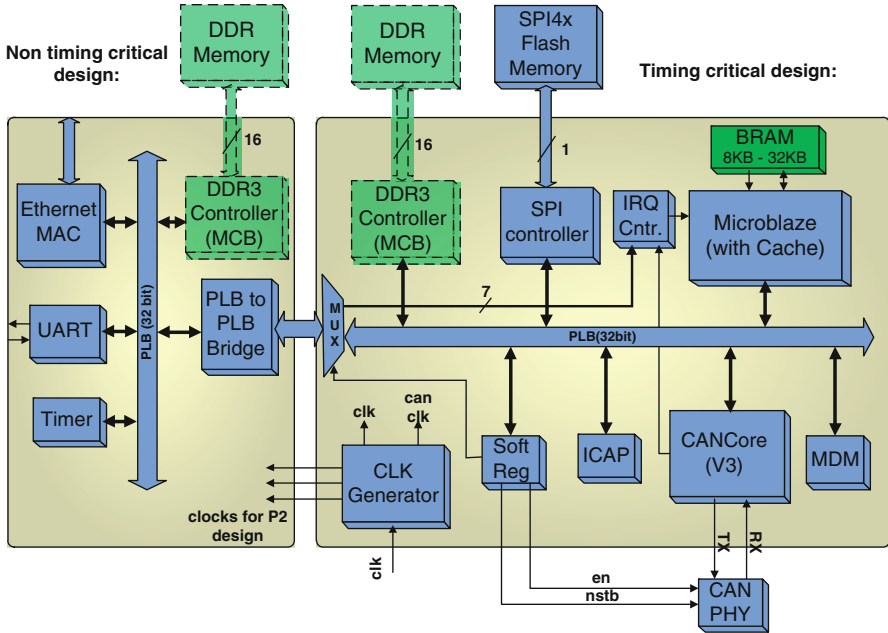 Non timing critical
design:
DDR
Memory
DDR
Memory
SPI4x
Flash
Memory
Timing critical design:
16
16
1
BRAM
8KB - 32KB
Ethernet
MAC
DDR3
Controller
(MCB)
DDR3
Controller
(MCB)
SPI
controller
IRQ
Cntr.
Microblaze
(with Cache)
PLB (32 bit)
UART
PLB to
PLB
Bridge
MUX
7
PLB(32bit)
Timer
clk
can
clk
CLK
Generator
Soft
Reg
ICAP
CANCore
(V3)
MDM
clocks for P2
design
clk
TX
RX
en
nstb
CAN
PHY